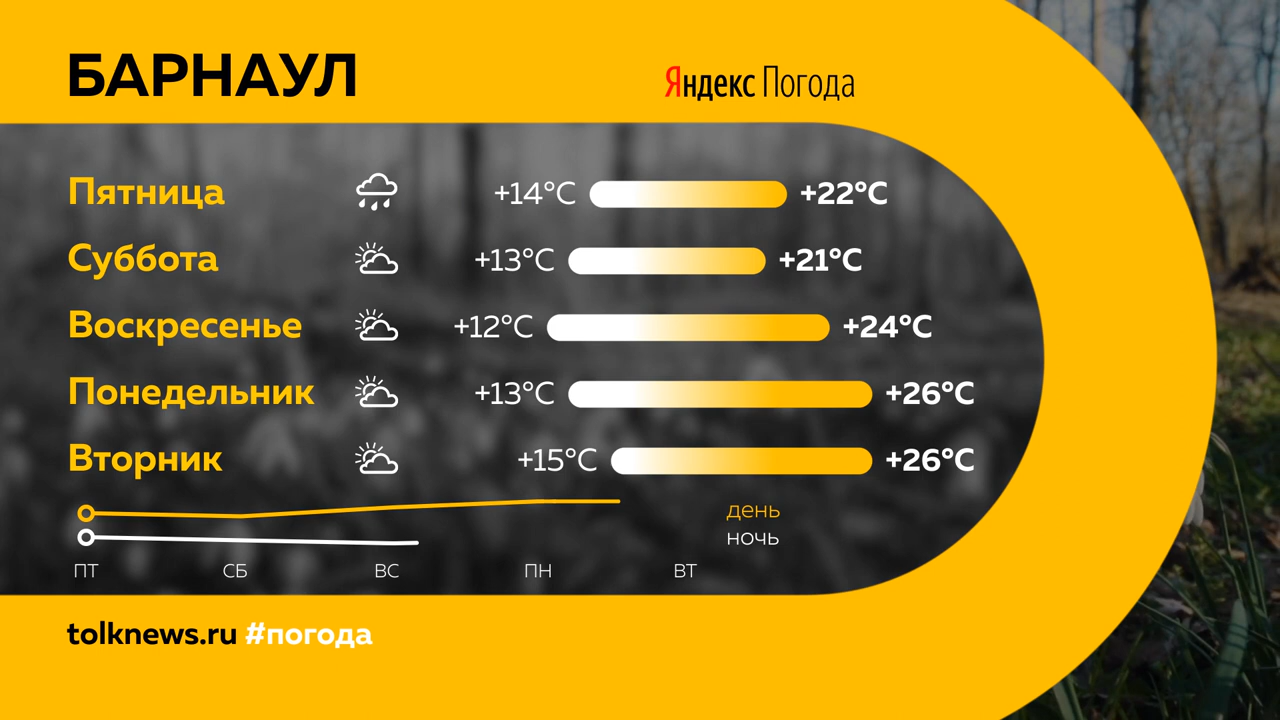 БАРНАУЛ
Яндекс Погода
Пятница +14°C +22°C
Суббота +13°C +21°C
Воскресенье +12°C +24°C
Понедельник +13°C +26°C
Вторник +15°C +26°C
день
ночь
ПТ СБ ВС ПН ВТ
tolknews.ru #погода